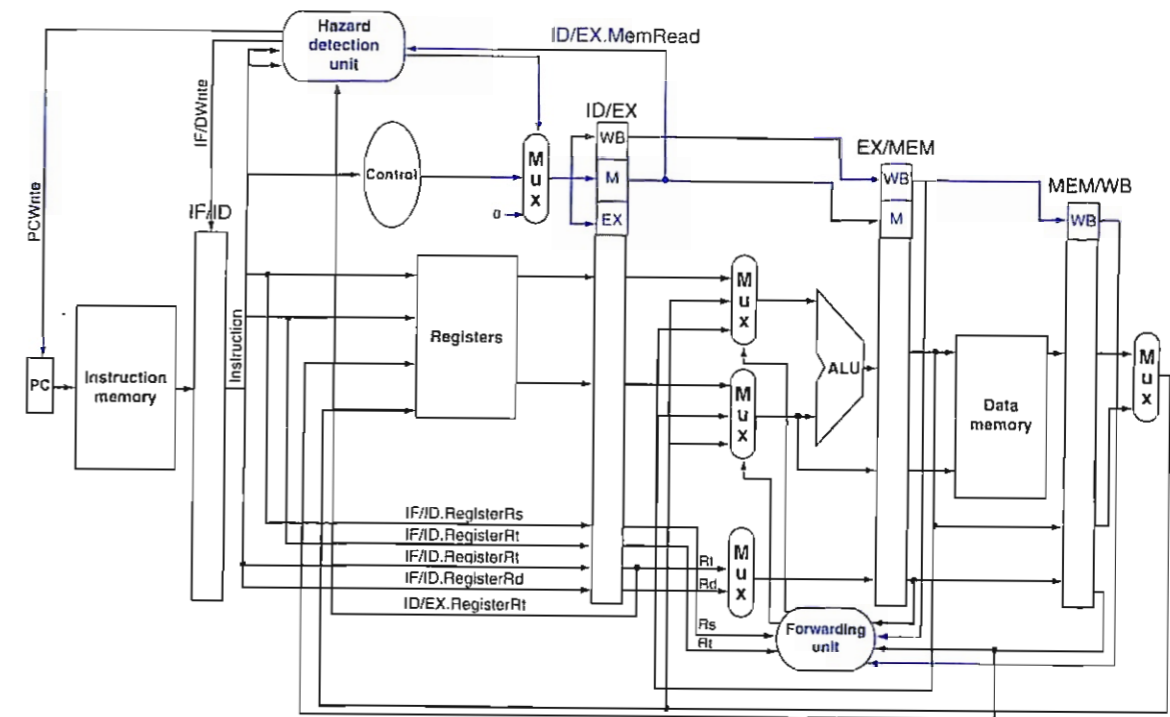 Hazard
detection
unit
ID/EX.MemRead
IF/DWrite
PCWrite
ID/EX
WB
M
EX
Control
M
u
x
0
EX/MEM
WB
M
MEM/WB
WB
IF/ID
Instruction
PC
Instruction
memory
Registers
M
u
x
M
u
x
ALU
Data
memory
M
u
x
IF/ID.RegisterRs
IF/ID.RegisterRt
IF/ID.RegisterRt
IF/ID.RegisterRd
ID/EX.RegisterRt
Rt
Rd
M
u
x
Rs
Rt
Forwarding
unit